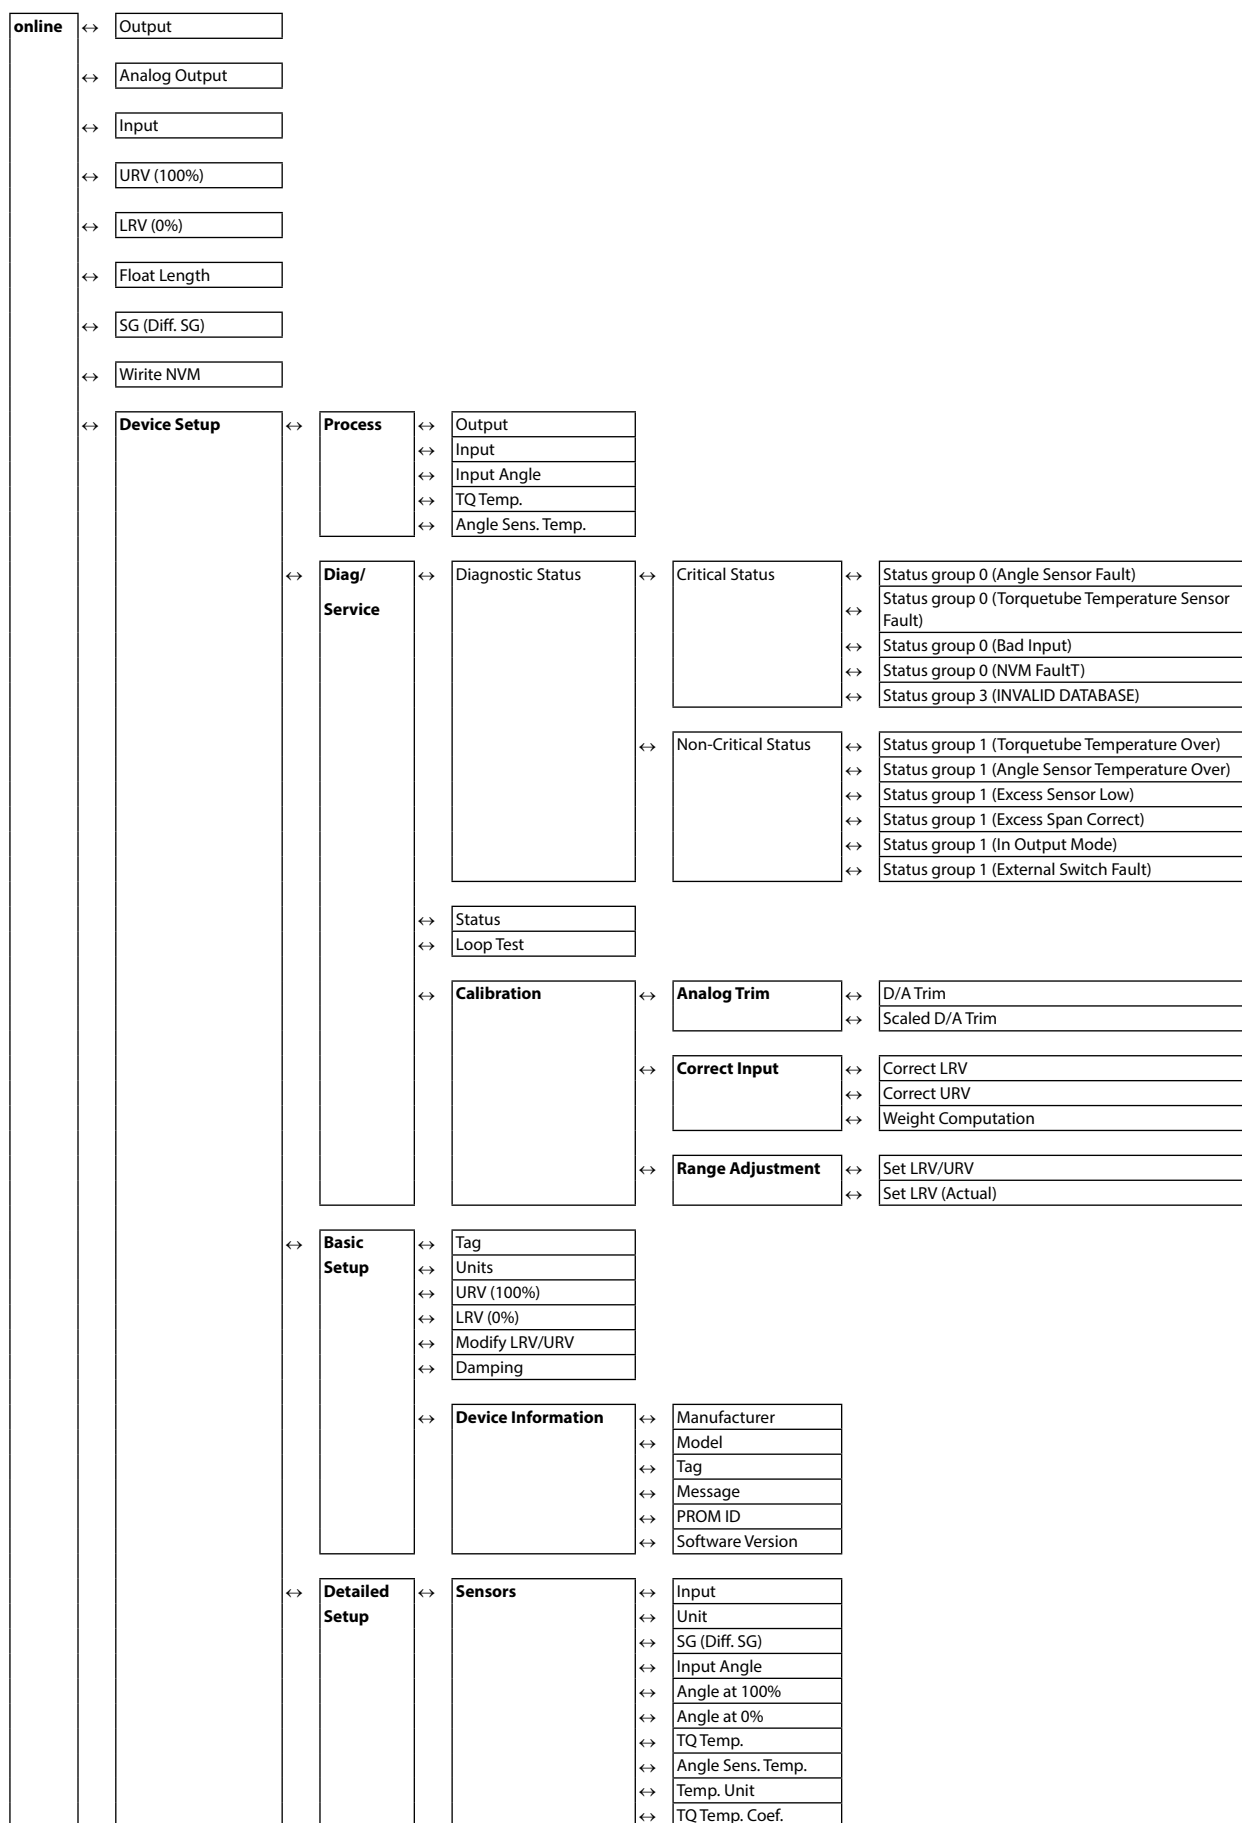 online ↔ Output
↔ Analog Output
↔ Input
↔ URV (100%)
↔ LRV (0%)
↔ Float Length
↔ SG (Diff. SG)
↔ Wirite NVM
↔ Device Setup ↔ Process ↔ Output
↔ Input
↔ Input Angle
↔ TQ Temp.
↔ Angle Sens. Temp.
↔ Diag/ ↔ Diagnostic Status ↔ Critical Status ↔ Status group 0 (Angle Sensor Fault)
Service ↔ Status group 0 (Torquetube Temperature Sensor
Fault)
↔ Status group 0 (Bad Input)
↔ Status group 0 (NVM FaultT)
↔ Status group 3 (INVALID DATABASE)
↔ Non-Critical Status ↔ Status group 1 (Torquetube Temperature Over)
↔ Status group 1 (Angle Sensor Temperature Over)
↔ Status group 1 (Excess Sensor Low)
↔ Status group 1 (Excess Span Correct)
↔ Status group 1 (In Output Mode)
↔ Status group 1 (External Switch Fault)
↔ Status
↔ Loop Test
↔ Calibration ↔ Analog Trim ↔ D/A Trim
↔ Scaled D/A Trim
↔ Correct Input ↔ Correct LRV
↔ Correct URV
↔ Weight Computation
↔ Range Adjustment ↔ Set LRV/URV
↔ Set LRV (Actual)
↔ Basic ↔ Tag
Setup ↔ Units
↔ URV (100%)
↔ LRV (0%)
↔ Modify LRV/URV
↔ Damping
↔ Device Information ↔ Manufacturer
↔ Model
↔ Tag
↔ Message
↔ PROM ID
↔ Software Version
↔ Detailed ↔ Sensors ↔ Input
Setup ↔ Unit
↔ SG (Diff. SG)
↔ Input Angle
↔ Angle at 100%
↔ Angle at 0%
↔ TQ Temp.
↔ Angle Sens. Temp.
↔ Temp. Unit
↔ TQ Temp. Coef.